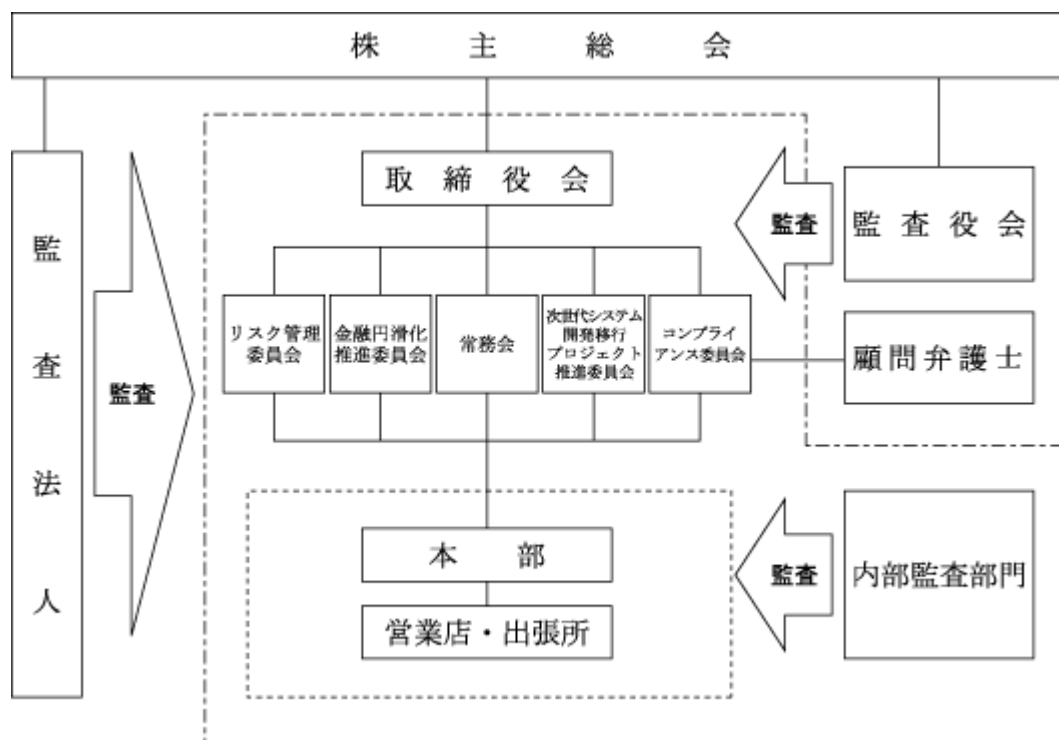 株主総会
取締役会
監査
監査役会
監査法人
監査
リスク管理
委員会
金融円滑化
推進委員会
常務会
次世代システム
開発移行
プロジェクト
推進委員会
コンプライ
アンス委員会
顧問弁護士
本部
監査
内部監査部門
営業店・出張所